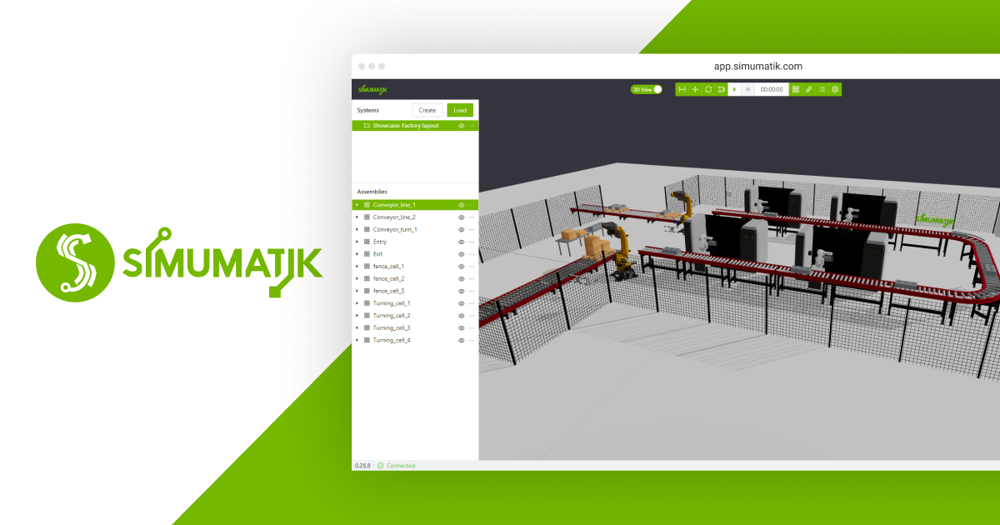 SIMUMATIK
app.simumatik.com
SIMUMATIK
3D View
00:00:00
Systems
Create
Load
Showcase: Factory layout
Assemblies
Conveyor_line_1
Conveyor_line_2
Conveyor_turn_1
Entry
Exit
fence_cell_1
fence_cell_2
fence_cell_3
Turning_cell_1
Turning_cell_2
Turning_cell_3
Turning_cell_4
SIMUMATIK
0.28.8
Connected